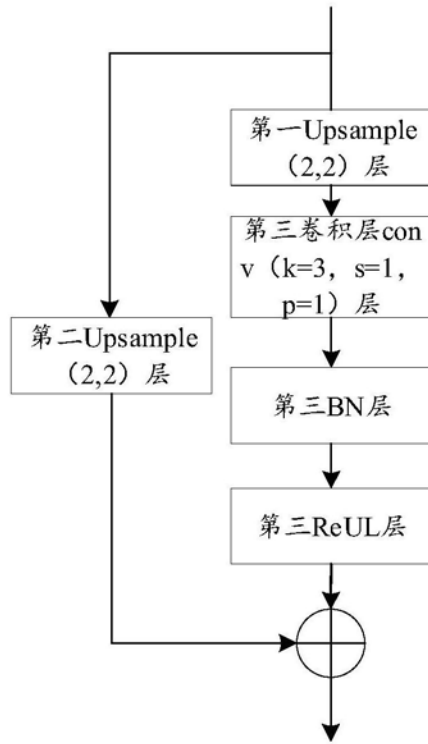 第一Upsample
（2,2）层
第三卷积层con
v（k=3，s=1，
p=1）层
第二Upsample
（2,2）层
第三BN层
第三ReUL层